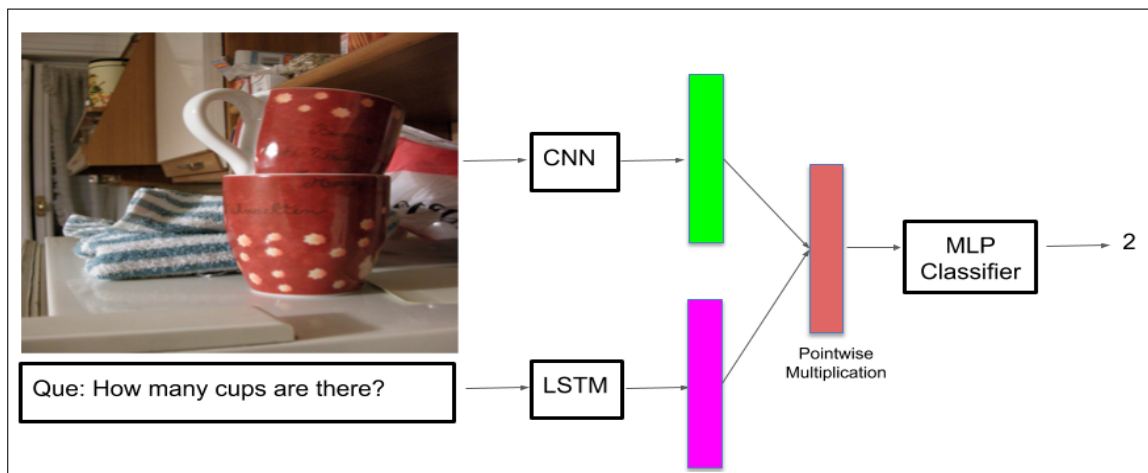 CNN
MLP
Classifier
2
Pointwise
Multiplication
Que: How many cups are there?
LSTM